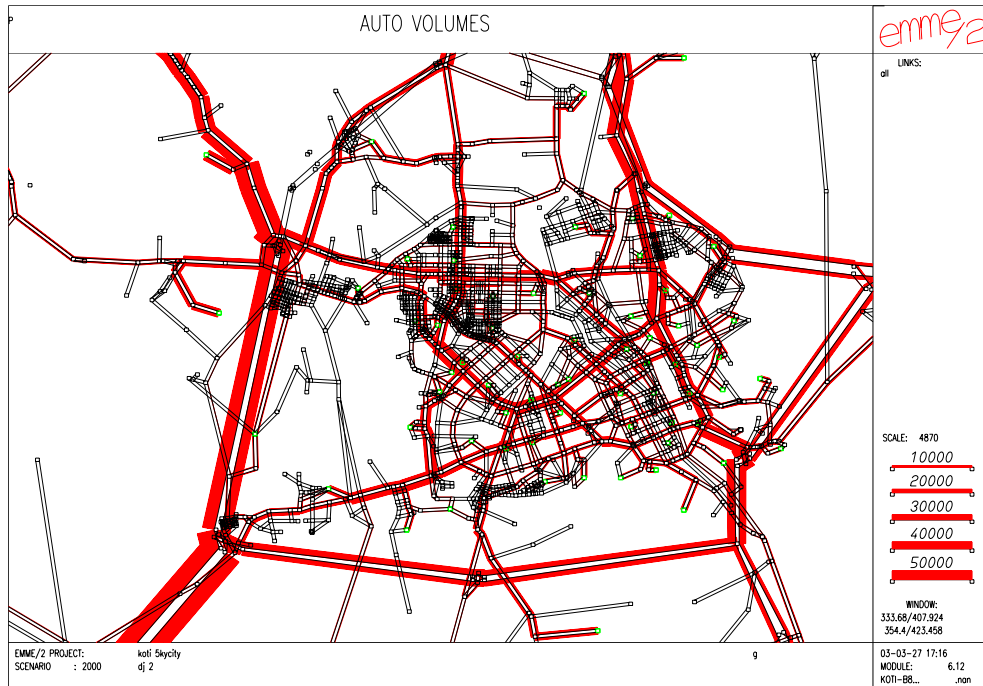 P
AUTO VOLUMES
emme/2
LINKS:
all
SCALE: 4870
10000
20000
30000
40000
50000
WINDOW:
333.68/407.924
354.4/423.458
EMME/2 PROJECT: koti 5kycity g
SCENARIO : 2000 dj 2
03-03-27 17:16
MODULE: 6.12
KOTI-BB... .nan